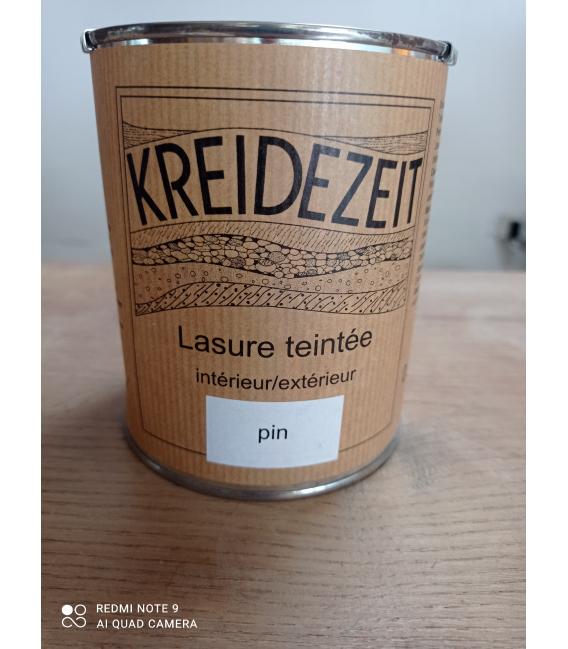 KREIDEZEIT
Lasure teintée
intérieur/extérieur
pin
REDMI NOTE 9
AI QUAD CAMERA